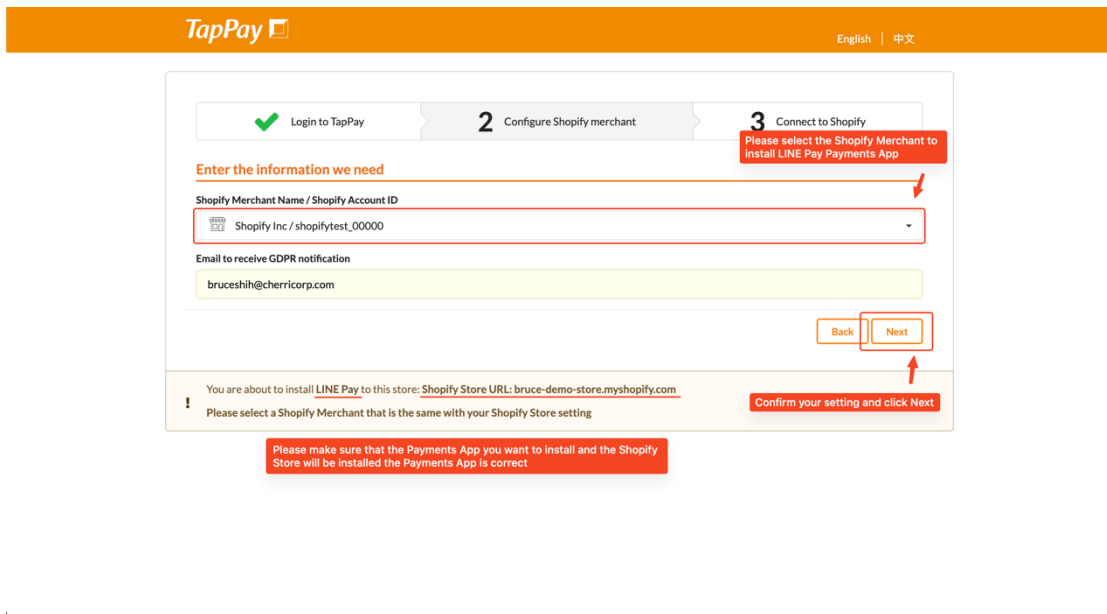 TapPay
English | 中文
Login to TapPay
2 Configure Shopify merchant
3 Connect to Shopify
Please select the Shopify Merchant to
install LINE Pay Payments App
Enter the information we need
Shopify Merchant Name / Shopify Account ID
Shopify Inc / shopifytest_00000
Email to receive GDPR notification
bruceshih@cherricorp.com
Back
Next
You are about to install LINE Pay to this store: Shopify Store URL: bruce-demo-store.myshopify.com
!
Please select a Shopify Merchant that is the same with your Shopify Store setting
Confirm your setting and click Next
Please make sure that the Payments App you want to install and the Shopify
Store will be installed the Payments App is correct